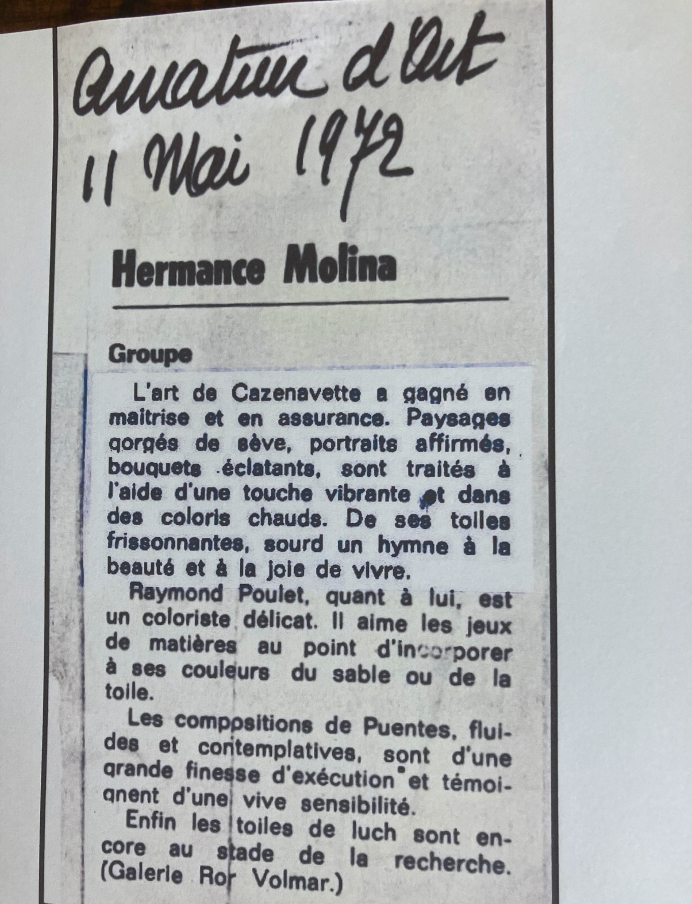 Amateur d'Art
11 Mai 1972
Hermance Molina
Groupe
L'art de Cazenavette a gagné en
maîtrise et en assurance. Paysages
gorgés de sève, portraits affirmés,
bouquets éclatants, sont traités à
l'aide d'une touche vibrante et dans
des coloris chauds. De ses toiles
frissonnantes, sourd un hymne à la
beauté et à la joie de vivre.
Raymond Poulet, quant à lui, est
un coloriste délicat. Il aime les jeux
de matières au point d'incorporer
à ses couleurs du sable ou de la
toile.
Les compositions de Puentes, flui-
des et contemplatives, sont d'une
grande finesse d'exécution et témoi-
gnent d'une vive sensibilité.
Enfin les toiles de luch sont en-
core au stade de la recherche.
(Galerie Ror Volmar.)